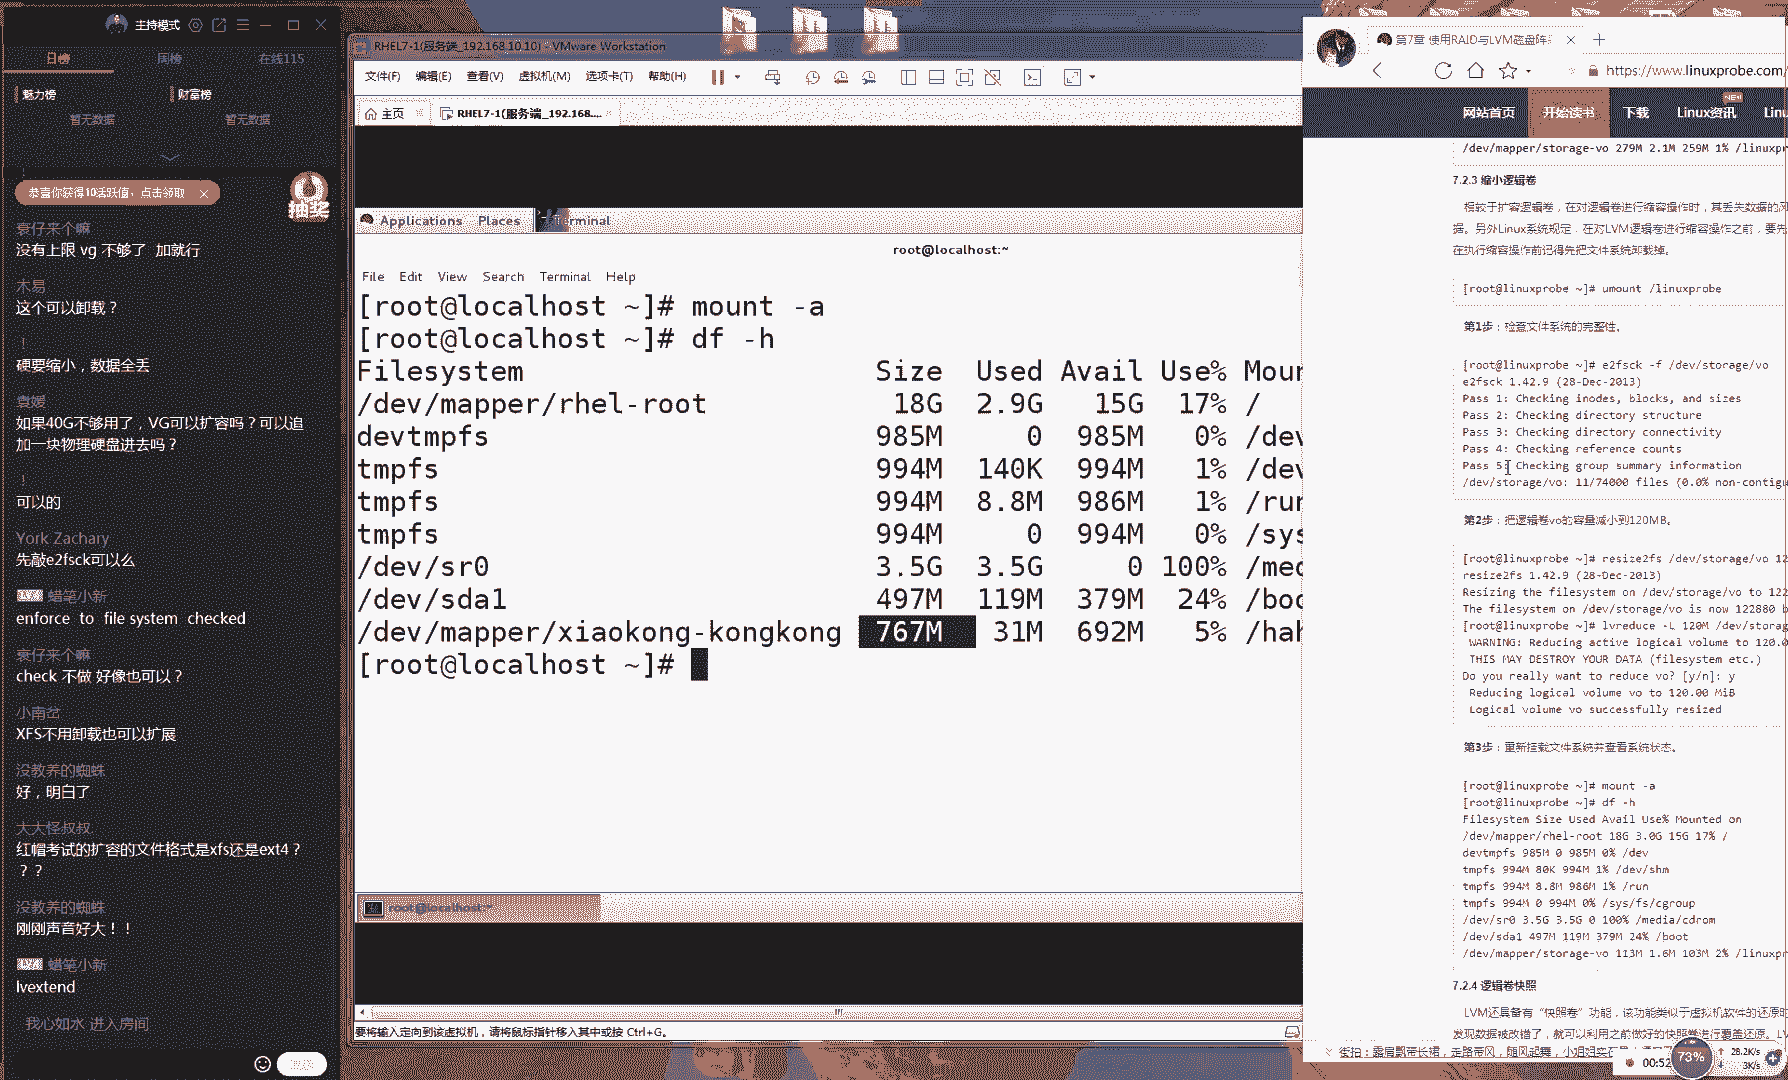 主持模式
日榜 周榜 在线115
魅力榜 财富榜
暂无数据 暂无数据
恭喜你获得10活跃值，点击领取
抽奖
衰仔来个嘛
没有上限 vg 不够了  加就行
木易
这个可以卸载？
!
硬要缩小，数据全丢
袁媛
如果40G不够用了，VG可以扩容吗？可以追
加一块物理硬盘进去吗？
!
可以的
York Zachary
先敲e2fsck可以么
蜡笔小新
enforce  to  file system  checked
衰仔来个嘛
check 不做 好像也可以？
小南岔
XFS不用卸载也可以扩展
没教养的蜘蛛
好，明白了
大大怪叔叔
红帽考试的扩容的文件格式是xfs还是ext4？
？？
没教养的蜘蛛
刚刚声音好大！！
蜡笔小新
lvextend
我心如水 进入房间
RHEL7-1(服务端_192.168.10.10) - VMware Workstation
文件(F) 编辑(E) 查看(V) 虚拟机(M) 选项卡(T) 帮助(H)
主页 RHEL7-1(服务端_192.168....
Applications Places Terminal
root@localhost:~
File Edit View Search Terminal Help
[root@localhost ~]# mount -a
[root@localhost ~]# df -h
Filesystem Size Used Avail Use% Moun
/dev/mapper/rhel-root 18G 2.9G 15G 17% /
devtmpfs 985M 0 985M 0% /dev
tmpfs 994M 140K 994M 1% /dev
tmpfs 994M 8.8M 986M 1% /run
tmpfs 994M 0 994M 0% /sys
/dev/sr0 3.5G 3.5G 0 100% /med
/dev/sda1 497M 119M 379M 24% /boo
/dev/mapper/xiaokong-kongkong 767M 31M 692M 5% /hah
[root@localhost ~]#
root@localhost:~
要将输入定向到该虚拟机，请将鼠标指针移入其中或按 Ctrl+G。
第7章 使用RAID与LVM磁盘阵
https://www.linuxprobe.com/
网站首页 开始读书 下载 Linux资讯 NEW Linu
/dev/mapper/storage-vo 279M 2.1M 259M 1% /linuxpr
7.2.3 缩小逻辑卷
相较于扩容逻辑卷，在对逻辑卷进行缩容操作时，其丢失数据的风
据。另外Linux系统规定，在对LVM逻辑卷进行缩容操作之前，要先
在执行缩容操作前记得先把文件系统卸载掉。
[root@linuxprobe ~]# umount /linuxprobe
第1步：检查文件系统的完整性。
[root@linuxprobe ~]# e2fsck -f /dev/storage/vo
e2fsck 1.42.9 (28-Dec-2013)
Pass 1: Checking inodes, blocks, and sizes
Pass 2: Checking directory structure
Pass 3: Checking directory connectivity
Pass 4: Checking reference counts
Pass 5: Checking group summary information
/dev/storage/vo: 11/74000 files (0.0% non-contigu
第2步：把逻辑卷vo的容量减小到120MB。
[root@linuxprobe ~]# resize2fs /dev/storage/vo 12
resize2fs 1.42.9 (28-Dec-2013)
Resizing the filesystem on /dev/storage/vo to 122
The filesystem on /dev/storage/vo is now 122880 b
[root@linuxprobe ~]# lvreduce -L 120M /dev/storag
WARNING: Reducing active logical volume to 120.0
THIS MAY DESTROY YOUR DATA (filesystem etc.)
Do you really want to reduce vo? [y/n]: y
Reducing logical volume vo to 120.00 MiB
Logical volume vo successfully resized
第3步：重新挂载文件系统并查看系统状态。
[root@linuxprobe ~]# mount -a
[root@linuxprobe ~]# df -h
Filesystem Size Used Avail Use% Mounted on
/dev/mapper/rhel-root 18G 3.0G 15G 17% /
devtmpfs 985M 0 985M 0% /dev
tmpfs 994M 80K 994M 1% /dev/shm
tmpfs 994M 8.8M 986M 1% /run
tmpfs 994M 0 994M 0% /sys/fs/cgroup
/dev/sr0 3.5G 3.5G 0 100% /media/cdrom
/dev/sda1 497M 119M 379M 24% /boot
/dev/mapper/storage-vo 113M 1.6M 103M 2% /linuxpr
7.2.4 逻辑卷快照
LVM还具备有“快照卷”功能，该功能类似于虚拟机软件的还原时
发现数据被改错了，就可以利用之前做好的快照卷进行覆盖还原。LV
00:52 73% 28.2K/s
3K/s